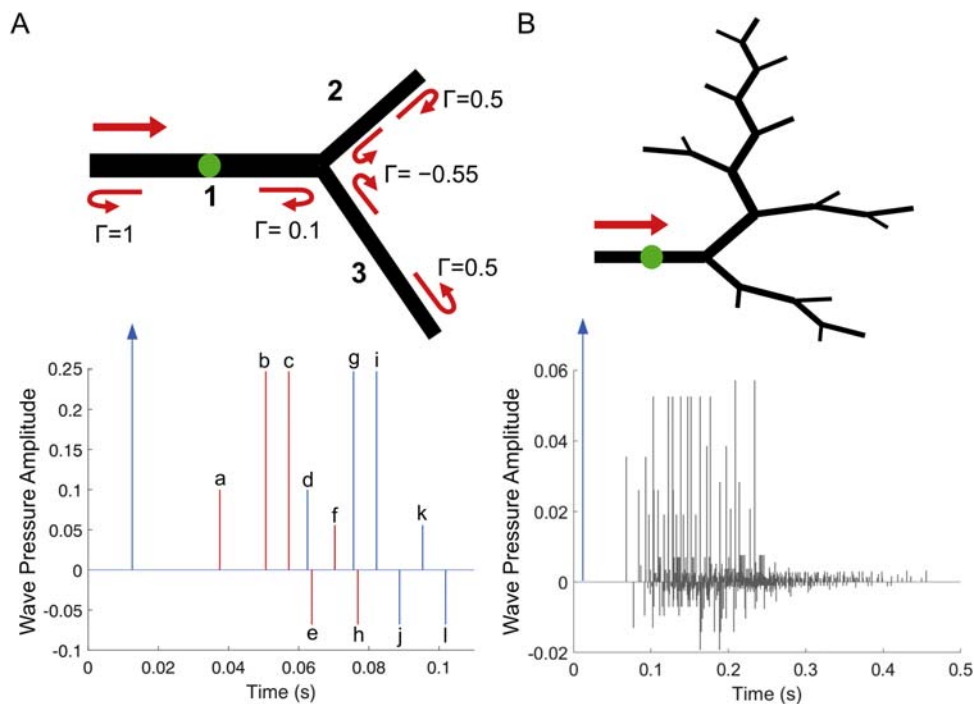 A
B
2
Γ=0.5
Γ= −0.55
1
Γ=1
Γ= 0.1
3
Γ=0.5
Wave Pressure Amplitude
0.25
0.2
0.15
0.1
0.05
0
-0.05
-0.1
a
b
c
d
e
f
g
h
i
j
k
l
0
0.02
0.04
0.06
0.08
0.1
Time (s)
Wave Pressure Amplitude
0.06
0.04
0.02
0
-0.02
0
0.1
0.2
0.3
0.4
0.5
Time (s)